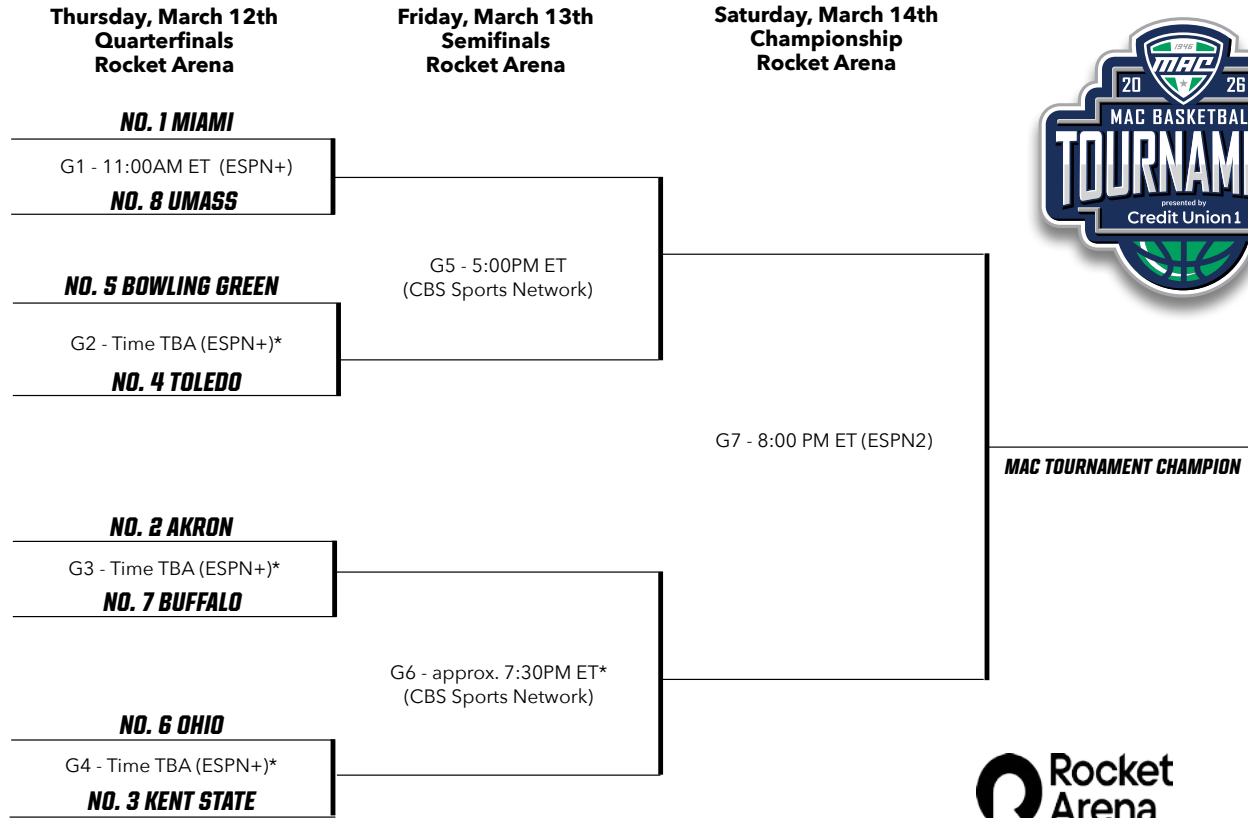 Thursday, March 12th
Quarterfinals
Rocket Arena
Friday, March 13th
Semifinals
Rocket Arena
Saturday, March 14th
Championship
Rocket Arena
1946
MAC
20 26
MAC BASKETBAL
TOURNAM
presented by
Credit Union 1
NO. 1 MIAMI
G1 - 11:00AM ET (ESPN+)
NO. 8 UMASS
G5 - 5:00PM ET
(CBS Sports Network)
NO. 5 BOWLING GREEN
G2 - Time TBA (ESPN+)*
NO. 4 TOLEDO
G7 - 8:00 PM ET (ESPN2)
MAC TOURNAMENT CHAMPION
NO. 2 AKRON
G3 - Time TBA (ESPN+)*
NO. 7 BUFFALO
G6 - approx. 7:30PM ET*
(CBS Sports Network)
NO. 6 OHIO
G4 - Time TBA (ESPN+)*
NO. 3 KENT STATE
Rocket
Arena